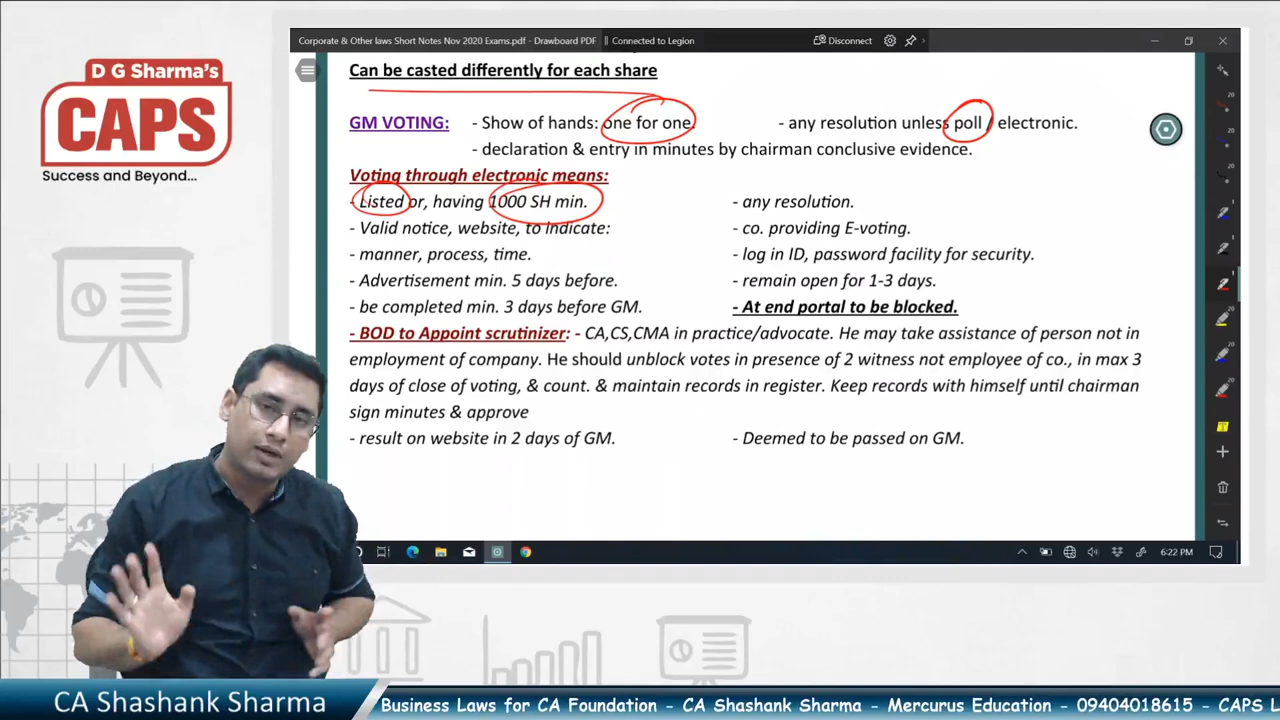 D G Sharma's
CAPS
Success and Beyond...
Corporate & Other laws Short Notes Nov 2020 Exams.pdf - Drawboard PDF || Connected to Legion
Disconnect
Can be casted differently for each share
GM VOTING: - Show of hands: one for one. - any resolution unless poll / electronic.
- declaration & entry in minutes by chairman conclusive evidence.
Voting through electronic means:
- Listed or, having 1000 SH min. - any resolution.
- Valid notice, website, to indicate: - co. providing E-voting.
- manner, process, time. - log in ID, password facility for security.
- Advertisement min. 5 days before. - remain open for 1-3 days.
- be completed min. 3 days before GM. - At end portal to be blocked.
- BOD to Appoint scrutinizer: - CA,CS,CMA in practice/advocate. He may take assistance of person not in
employment of company. He should unblock votes in presence of 2 witness not employee of co., in max 3
days of close of voting, & count. & maintain records in register. Keep records with himself until chairman
sign minutes & approve
- result on website in 2 days of GM. - Deemed to be passed on GM.
6:22 PM
CA Shashank Sharma
Business Laws for CA Foundation - CA Shashank Sharma - Mercurus Education - 09404018615 - CAPS L